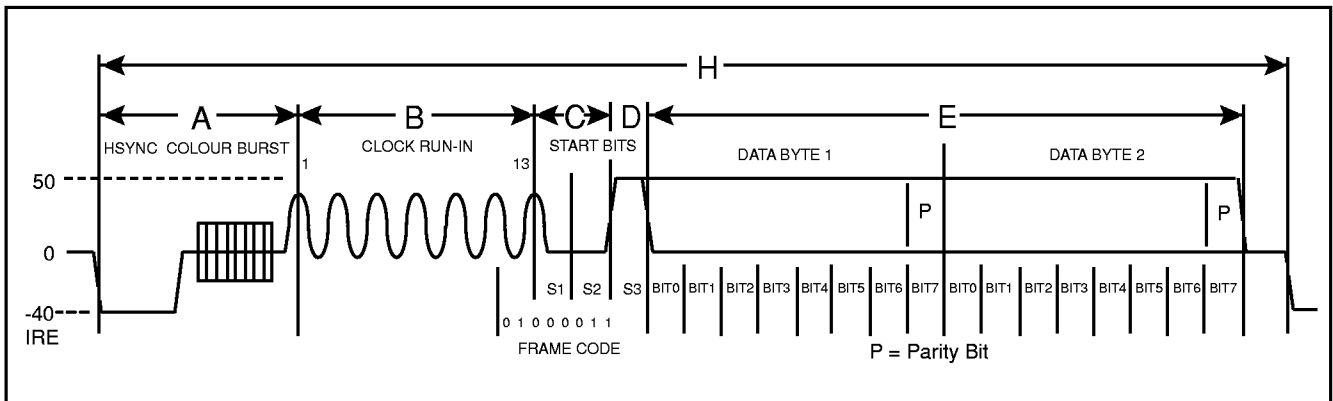 H
A B C D E
HSYNC COLOUR BURST CLOCK RUN-IN START BITS DATA BYTE 1 DATA BYTE 2
1 13
50
P P
0
S1 S2 S3 BIT0 BIT1 BIT2 BIT3 BIT4 BIT5 BIT6 BIT7 BIT0 BIT1 BIT2 BIT3 BIT4 BIT5 BIT6 BIT7
-40
IRE
0 1 0 0 0 0 1 1
FRAME CODE
P = Parity Bit